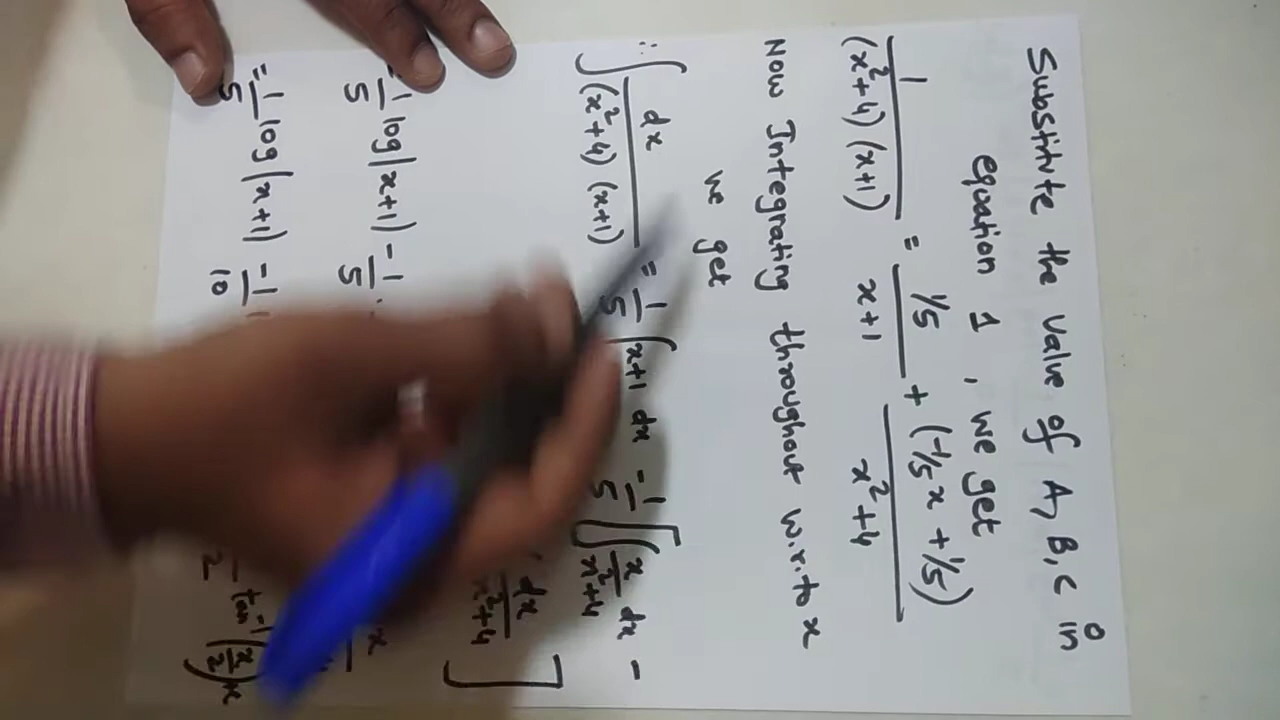 Substitute the value of A, B, C in
equation 1, we get
1/(x²+4)(x+1) = 1/5/x+1 + (-1/5 x + 1/5)/x²+4
Now Integrating throughout w.r.to x
we get
∴ ∫ dx/(x²+4)(x+1) = 1/5 ∫ x+1 dx - 1/5 [∫ x/x²+4 dx -
dx/x²+4 ]
= 1/5 log|x+1| - 1/5
= 1/5 log|x+1| - 1/10 tan⁻¹(x/2)